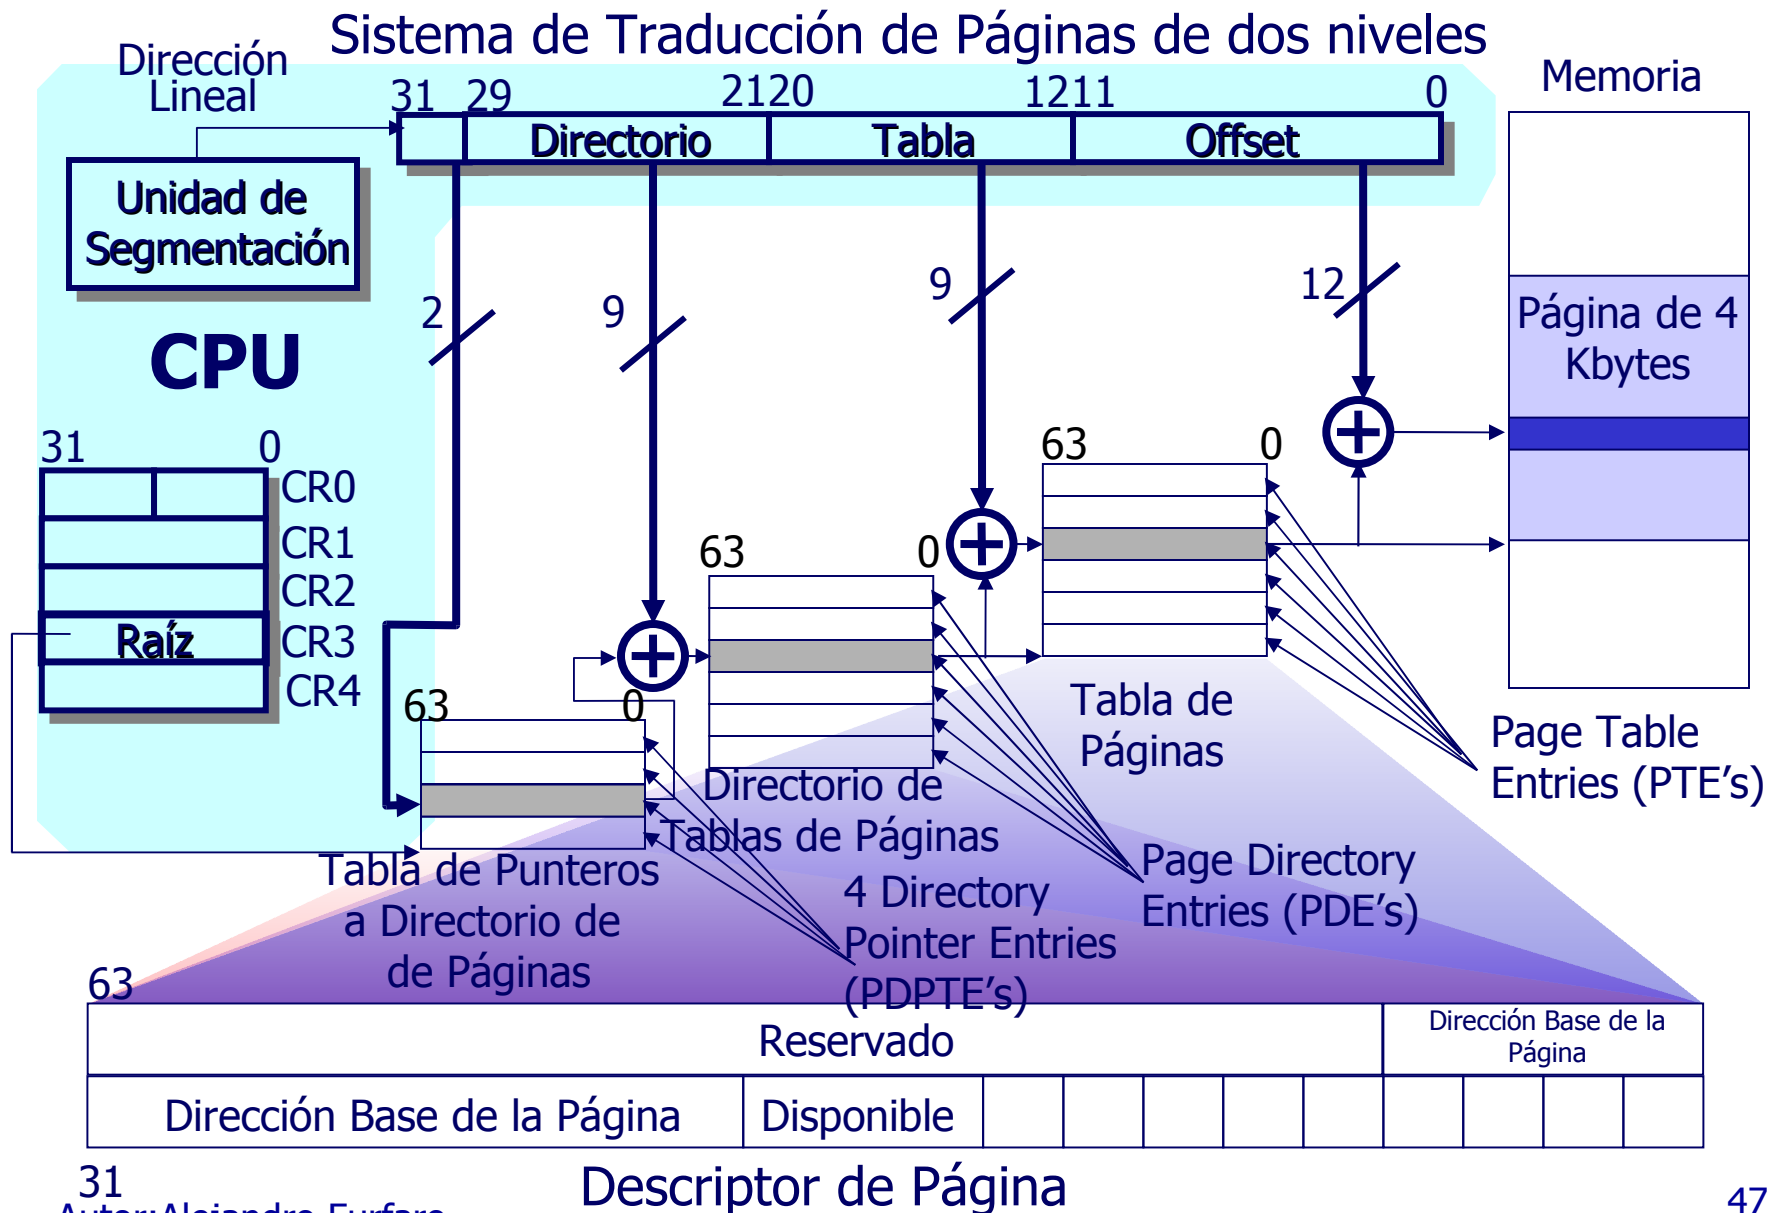 Sistema de Traducción de Páginas de dos niveles
Dirección
Lineal
31 29 2120 1211 0
Memoria
Directorio Tabla Offset
Unidad de
Segmentación
2 9 9 12
Página de 4
Kbytes
CPU
31 0
CR0
CR1
CR2
Raíz CR3
CR4
63 0
63 0
63 0
Tabla de
Páginas
Page Table
Entries (PTE’s)
Directorio de
Tablas de Páginas
Page Directory
Entries (PDE’s)
Tabla de Punteros
a Directorio de
de Páginas
4 Directory
Pointer Entries
(PDPTE’s)
63
Reservado
Dirección Base de la
Página
Dirección Base de la Página
Disponible
31
Descriptor de Página
Autor:Alejandro Furfaro
47